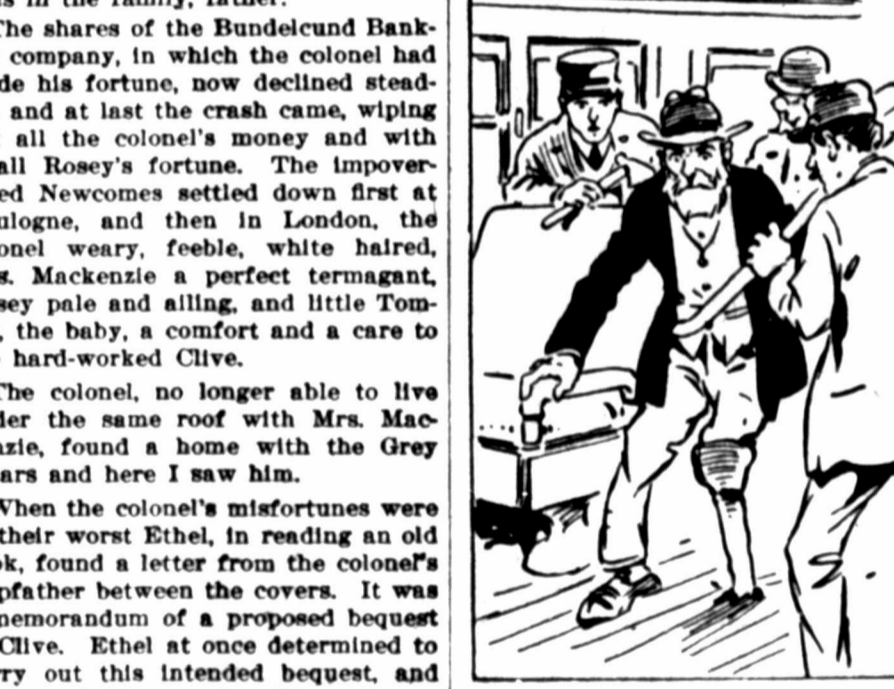 The shares of the Bundelcund Bank-
company, in which the colonel had
de his fortune, now declined stead-
and at last the crash came, wiping
all the colonel's money and with
all Rosey's fortune. The impover-
ed Newcomes settled down first at
ulogne, and then in London, the
onel weary, feeble, white haired,
s. Mackenzie a perfect termagant,
sey pale and ailing, and little Tom-
, the baby, a comfort and a care to
hard-worked Clive.
The colonel, no longer able to live
der the same roof with Mrs. Mac-
nzie, found a home with the Grey
ars and here I saw him.
When the colonel's misfortunes were
their worst Ethel, in reading an old
ok, found a letter from the colonel's
pfather between the covers. It was
memorandum of a proposed bequest
Clive. Ethel at once determined to
rry out this intended bequest, and